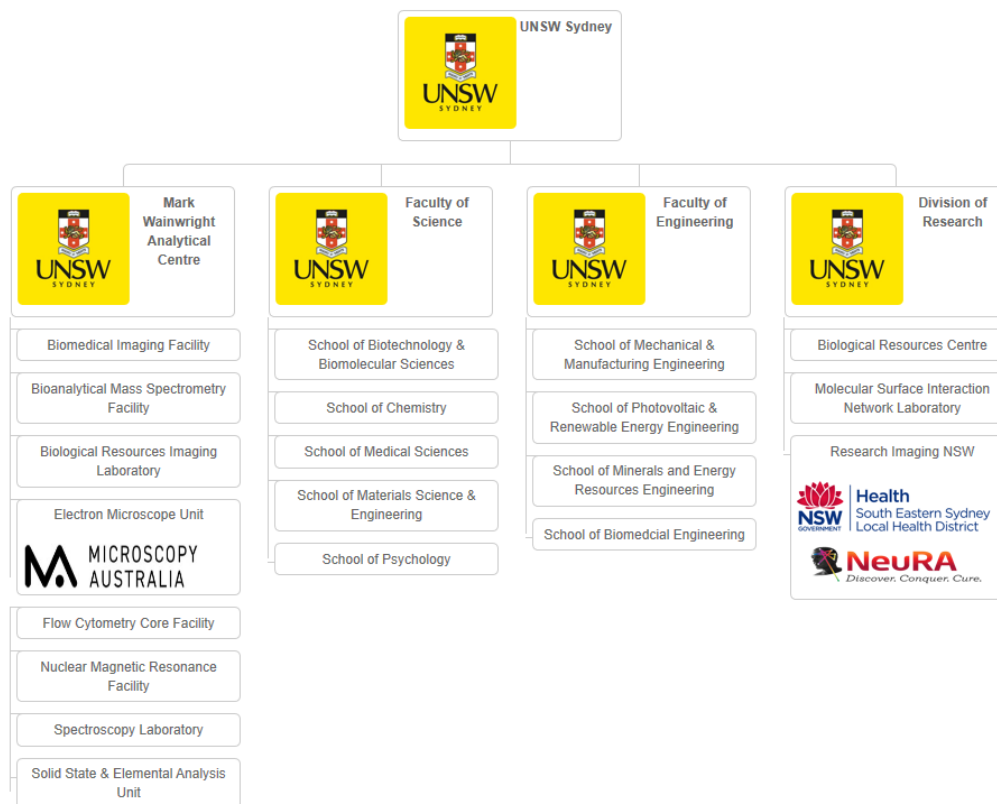 UNSW Sydney
UNSW
SYDNEY
Mark
Wainwright
Analytical
Centre
UNSW
SYDNEY
Biomedical Imaging Facility
Bioanalytical Mass Spectrometry
Facility
Biological Resources Imaging
Laboratory
Electron Microscope Unit
MICROSCOPY
AUSTRALIA
Flow Cytometry Core Facility
Nuclear Magnetic Resonance
Facility
Spectroscopy Laboratory
Solid State & Elemental Analysis
Unit
Faculty of
Science
UNSW
SYDNEY
School of Biotechnology &
Biomolecular Sciences
School of Chemistry
School of Medical Sciences
School of Materials Science &
Engineering
School of Psychology
Faculty of
Engineering
UNSW
SYDNEY
School of Mechanical &
Manufacturing Engineering
School of Photovoltaic &
Renewable Energy Engineering
School of Minerals and Energy
Resources Engineering
School of Biomedcial Engineering
Division of
Research
UNSW
SYDNEY
Biological Resources Centre
Molecular Surface Interaction
Network Laboratory
Research Imaging NSW
NSW
GOVERNMENT
Health
South Eastern Sydney
Local Health District
NeuRA
Discover. Conquer. Cure.